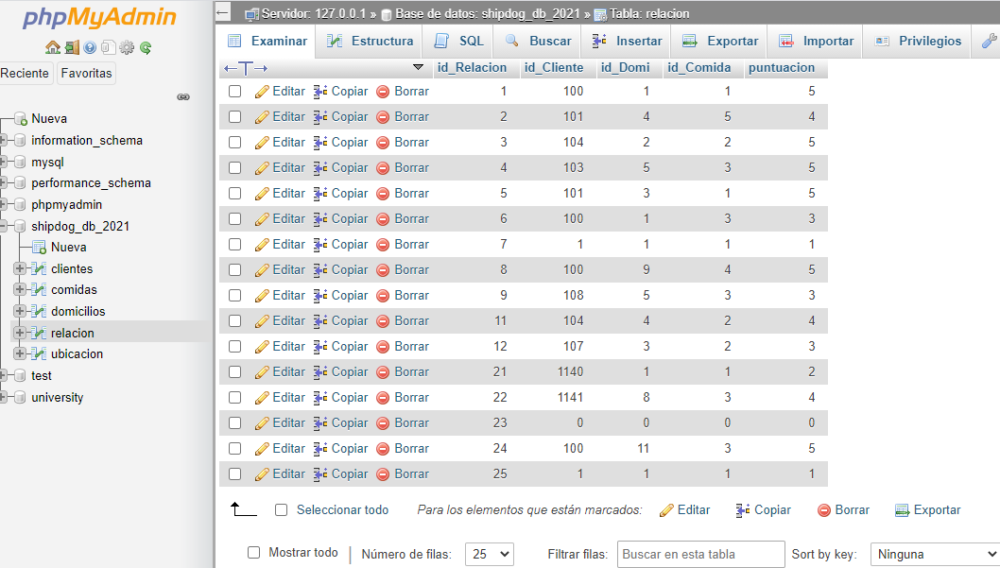 phpMyAdmin
Reciente Favoritas
Nueva
information_schema
mysql
performance_schema
phpmyadmin
shipdog_db_2021
Nueva
clientes
comidas
domicilios
relacion
ubicacion
test
university
Servidor: 127.0.0.1 » Base de datos: shipdog_db_2021 » Tabla: relacion
Examinar Estructura SQL Buscar Insertar Exportar Importar Privilegios
id_Relacion id_Cliente id_Domi id_Comida puntuacion
Editar Copiar Borrar 1 100 1 1 5
Editar Copiar Borrar 2 101 4 5 4
Editar Copiar Borrar 3 104 2 2 5
Editar Copiar Borrar 4 103 5 3 5
Editar Copiar Borrar 5 101 3 1 5
Editar Copiar Borrar 6 100 1 3 3
Editar Copiar Borrar 7 1 1 1 1
Editar Copiar Borrar 8 100 9 4 5
Editar Copiar Borrar 9 108 5 3 3
Editar Copiar Borrar 11 104 4 2 4
Editar Copiar Borrar 12 107 3 2 3
Editar Copiar Borrar 21 1140 1 1 2
Editar Copiar Borrar 22 1141 8 3 4
Editar Copiar Borrar 23 0 0 0 0
Editar Copiar Borrar 24 100 11 3 5
Editar Copiar Borrar 25 1 1 1 1
Seleccionar todo Para los elementos que están marcados: Editar Copiar Borrar Exportar
Mostrar todo Número de filas: 25 Filtrar filas: Buscar en esta tabla Sort by key: Ninguna